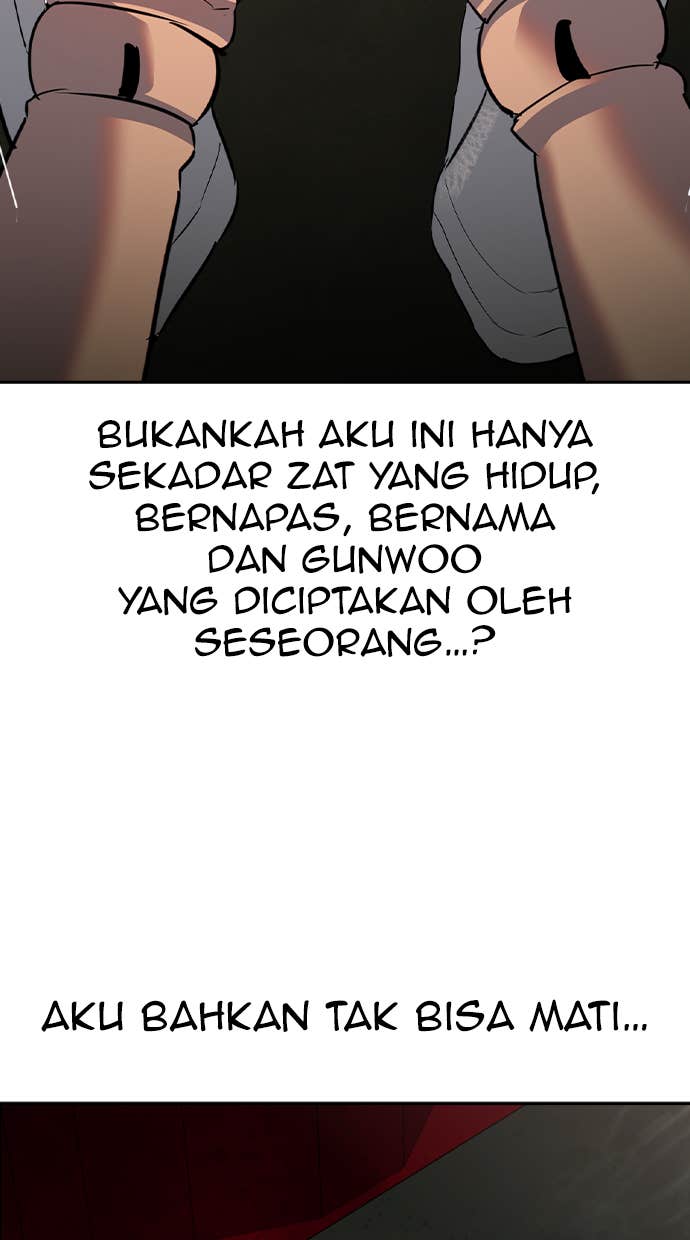 BUKANKAH AKU INI HANYA
SEKADAR ZAT YANG HIDUP,
BERNAPAS, BERNAMA
DAN GUNWOO
YANG DICIPTAKAN OLEH
SESEORANG...?
AKU BAHKAN TAK BISA MATI...